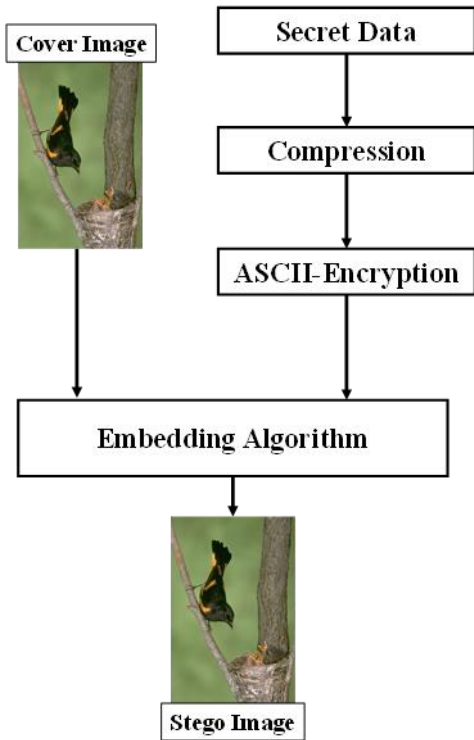 Cover Image
Secret Data
Compression
ASCII-Encryption
Embedding Algorithm
Stego Image